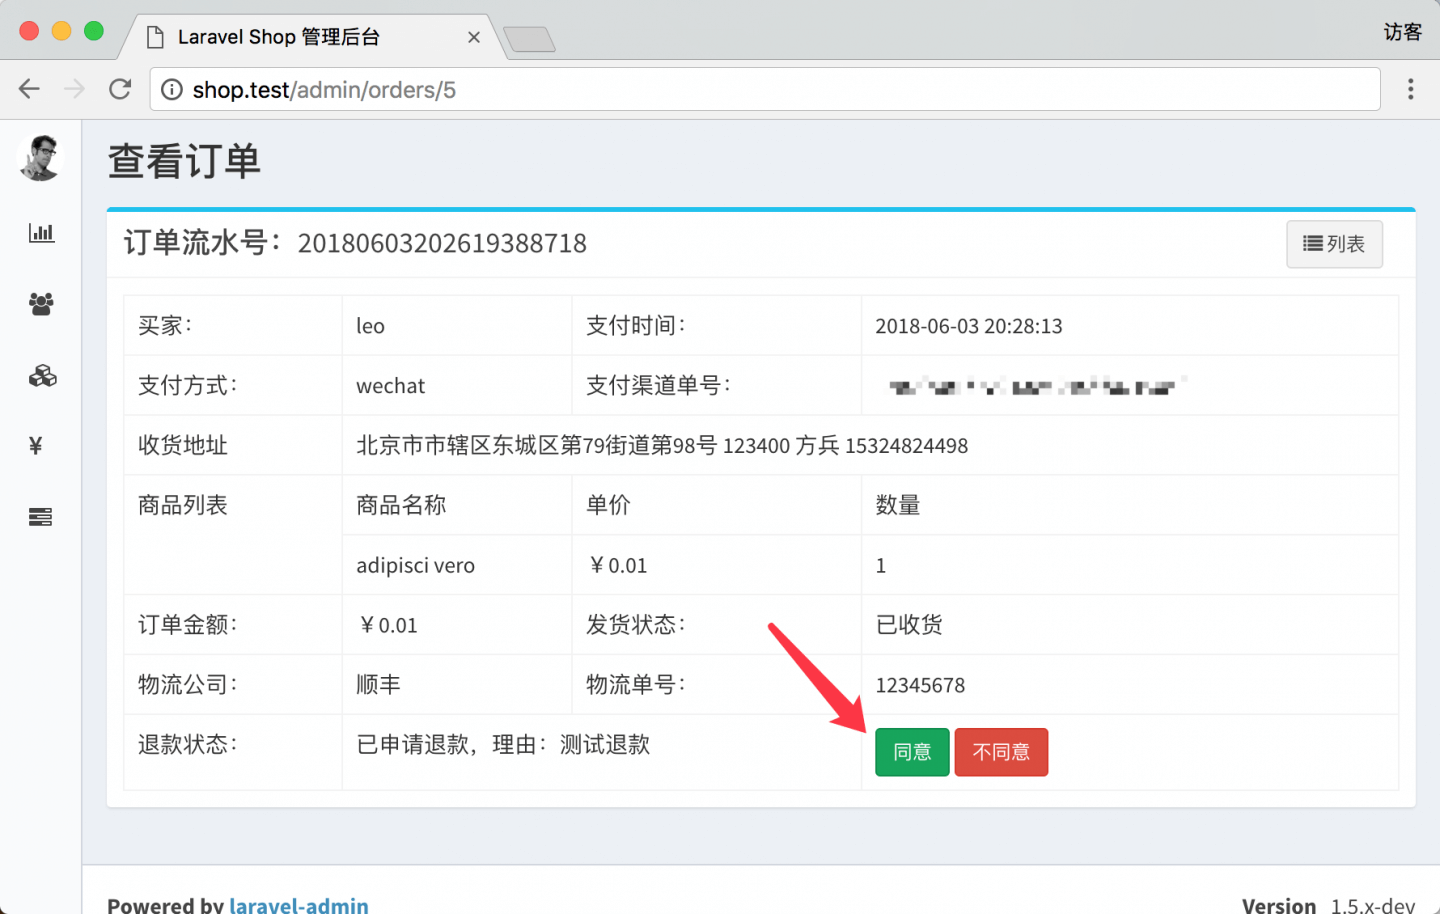 Laravel Shop 管理后台
访客
shop.test/admin/orders/5
查看订单
订单流水号：20180603202619388718
列表
买家： leo 支付时间： 2018-06-03 20:28:13
支付方式： wechat 支付渠道单号：
收货地址 北京市市辖区东城区第79街道第98号 123400 方兵 15324824498
商品列表 商品名称 单价 数量
adipisci vero ￥0.01 1
订单金额： ￥0.01 发货状态： 已收货
物流公司： 顺丰 物流单号： 12345678
退款状态： 已申请退款，理由：测试退款 同意 不同意
Powered by laravel-admin
Version 1.5.x-dev